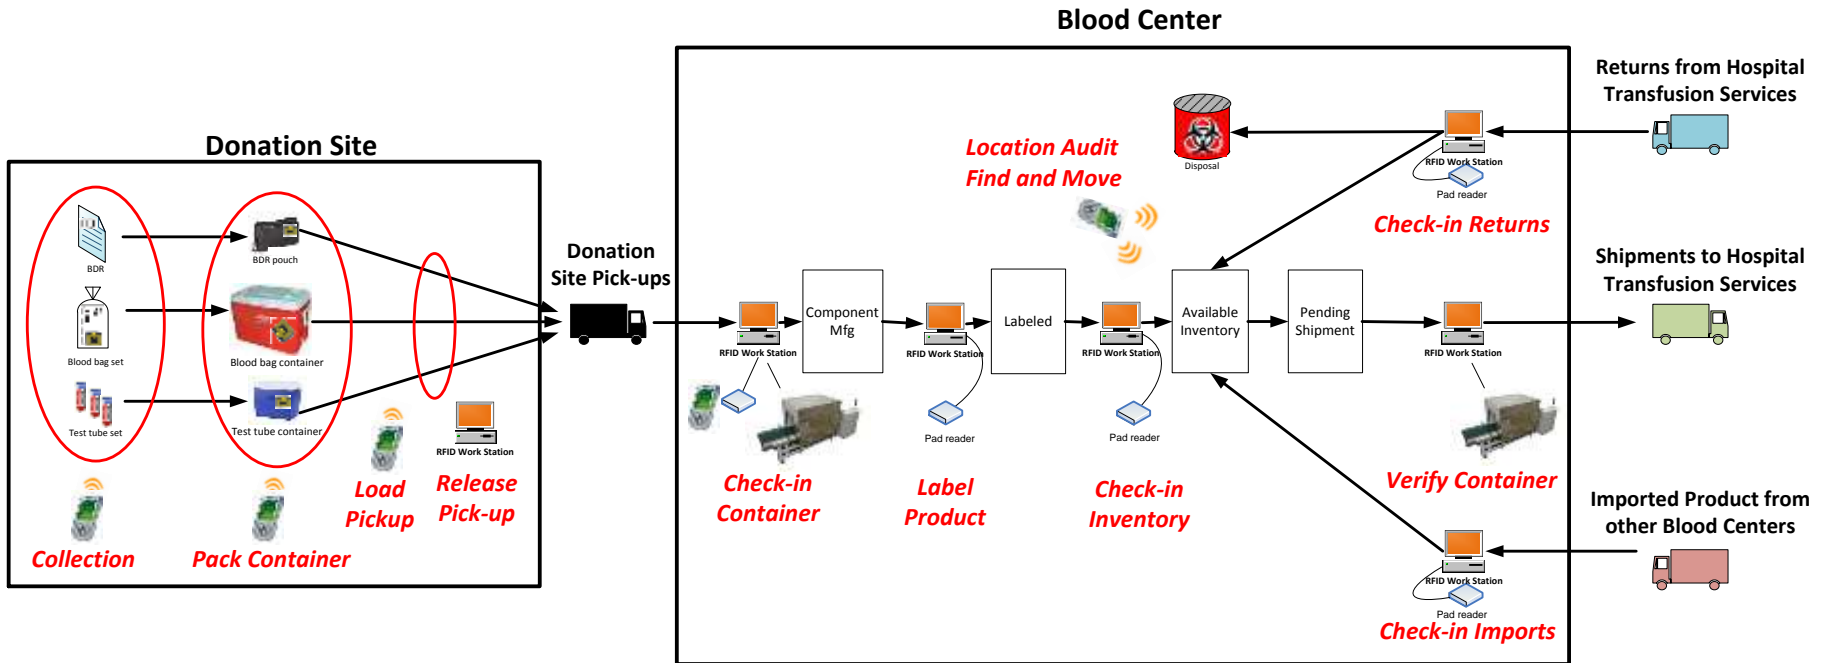 Blood Center
Donation Site
BDR
BDR pouch
Blood bag set
Blood bag container
Test tube set
Test tube container
RFID Work Station
Collection
Pack Container
Load
Pickup
Release
Pick-up
Donation
Site Pick-ups
RFID Work Station
Check-in
Container
Component
Mfg
RFID Work Station
Pad reader
Label
Product
Labeled
RFID Work Station
Pad reader
Check-in
Inventory
Location Audit
Find and Move
Disposal
Available
Inventory
Pending
Shipment
RFID Work Station
Pad reader
Check-in Returns
RFID Work Station
Verify Container
RFID Work Station
Pad reader
Check-in Imports
Returns from Hospital
Transfusion Services
Shipments to Hospital
Transfusion Services
Imported Product from
other Blood Centers